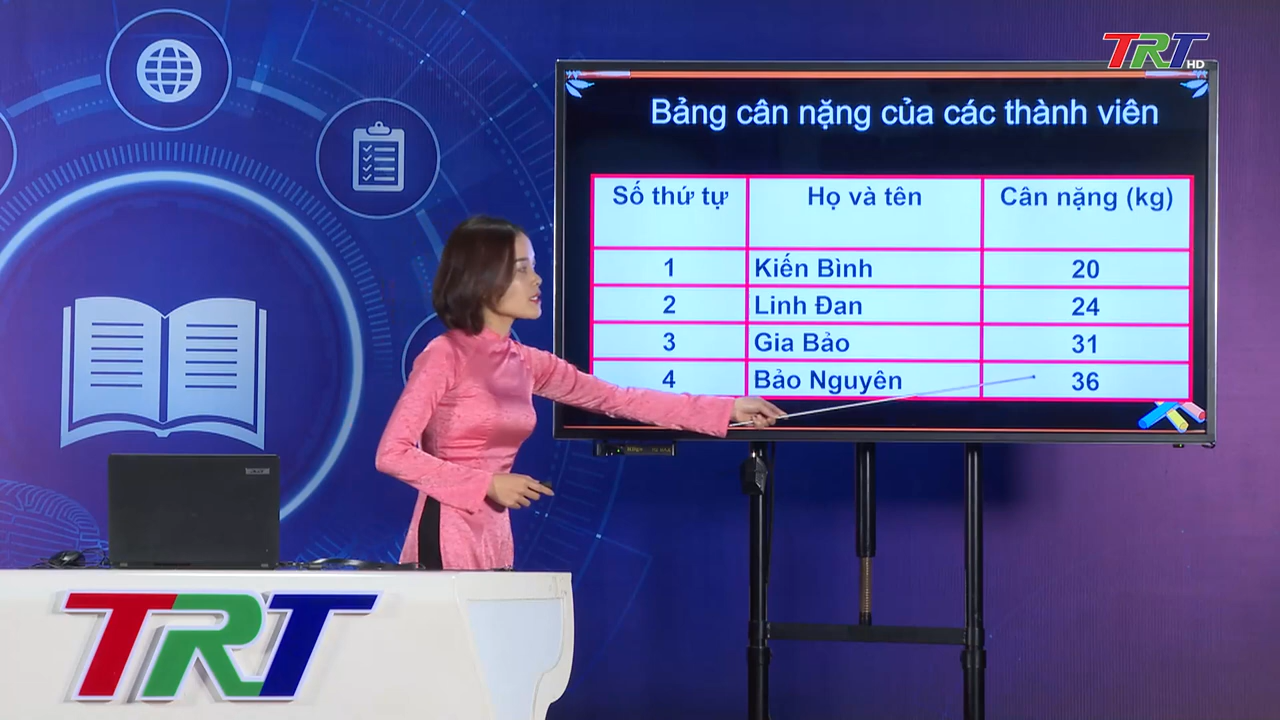 TRT HD
Bảng cân nặng của các thành viên
Số thứ tự Họ và tên Cân nặng (kg)
1 Kiến Bình 20
2 Linh Đan 24
3 Gia Bảo 31
4 Bảo Nguyên 36
acer
TRT